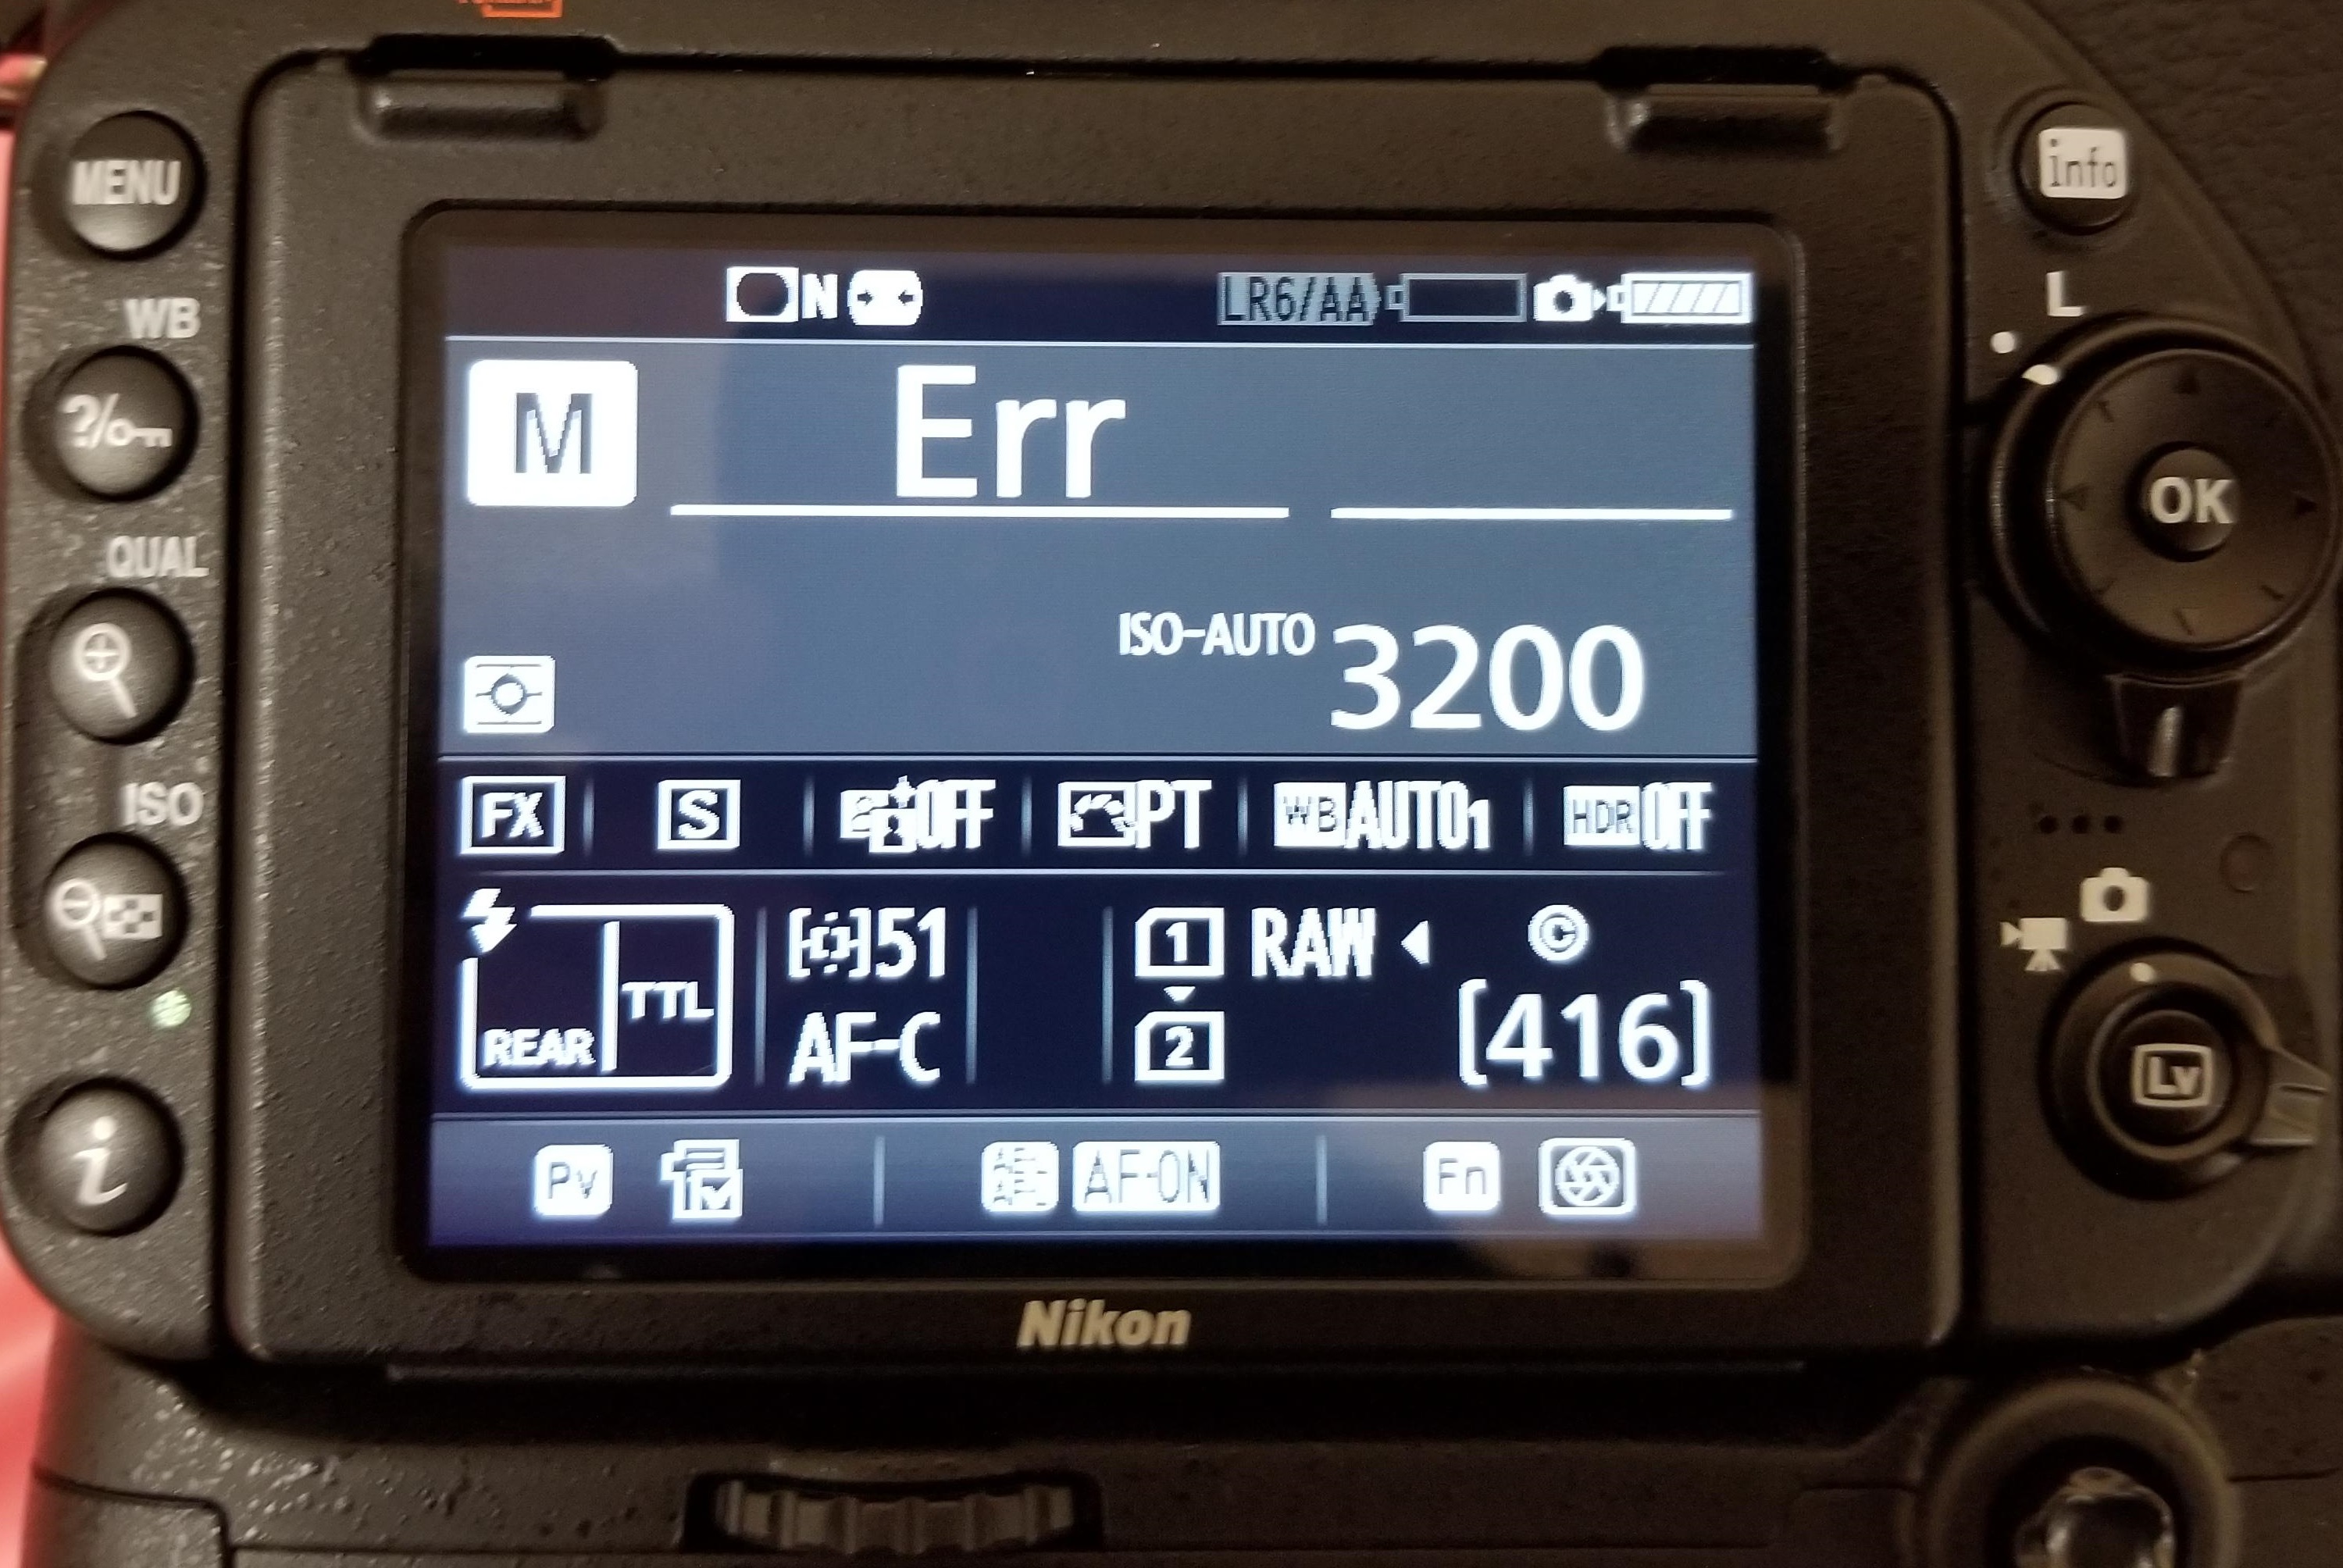 MENU
info
WB
L
?/
QUAL
ISO
i
OK
Lv
N LR6/AA
M Err
ISO-AUTO 3200
FX S OFF PT WB AUTO1 HDR OFF
REAR TTL
[ ]51
AF-C
1 RAW ©
2 [416]
Pv AF-ON Fn
Nikon